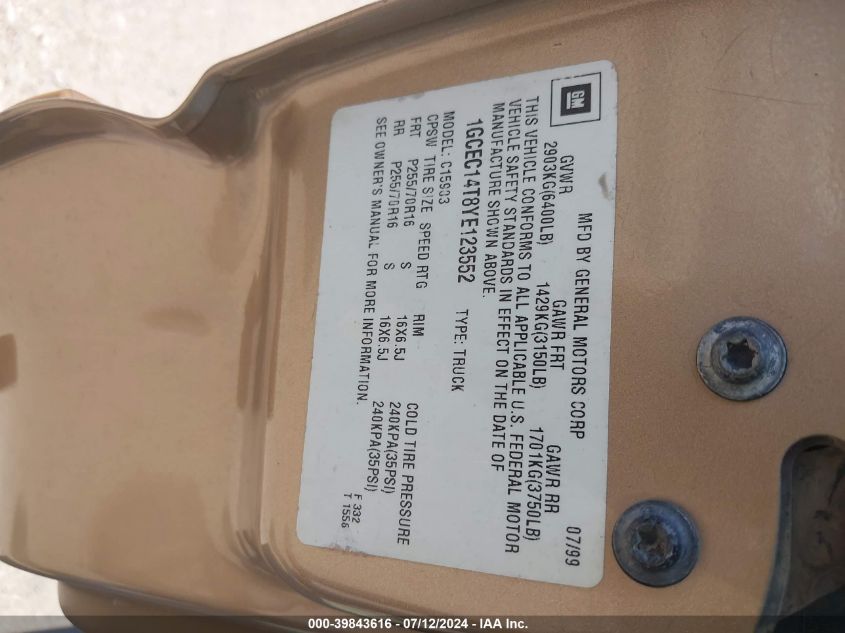 GM
MFD BY GENERAL MOTORS CORP 07/99
GVWR GAWR FRT GAWR RR
2903KG(6400LB) 1429KG(3150LB) 1701KG(3750LB)
THIS VEHICLE CONFORMS TO ALL APPLICABLE U.S. FEDERAL MOTOR
VEHICLE SAFETY STANDARDS IN EFFECT ON THE DATE OF
MANUFACTURE SHOWN ABOVE.
1GCEC14T8YE123552 TYPE: TRUCK
MODEL: C15903
CPSW TIRE SIZE SPEED RTG RIM COLD TIRE PRESSURE
FRT P255/70R16 S 16X6.5J 240KPA(35PSI)
RR P255/70R16 S 16X6.5J 240KPA(35PSI)
SEE OWNER'S MANUAL FOR MORE INFORMATION.
F 332
T 1556
000-39843616 - 07/12/2024 - IAA Inc.